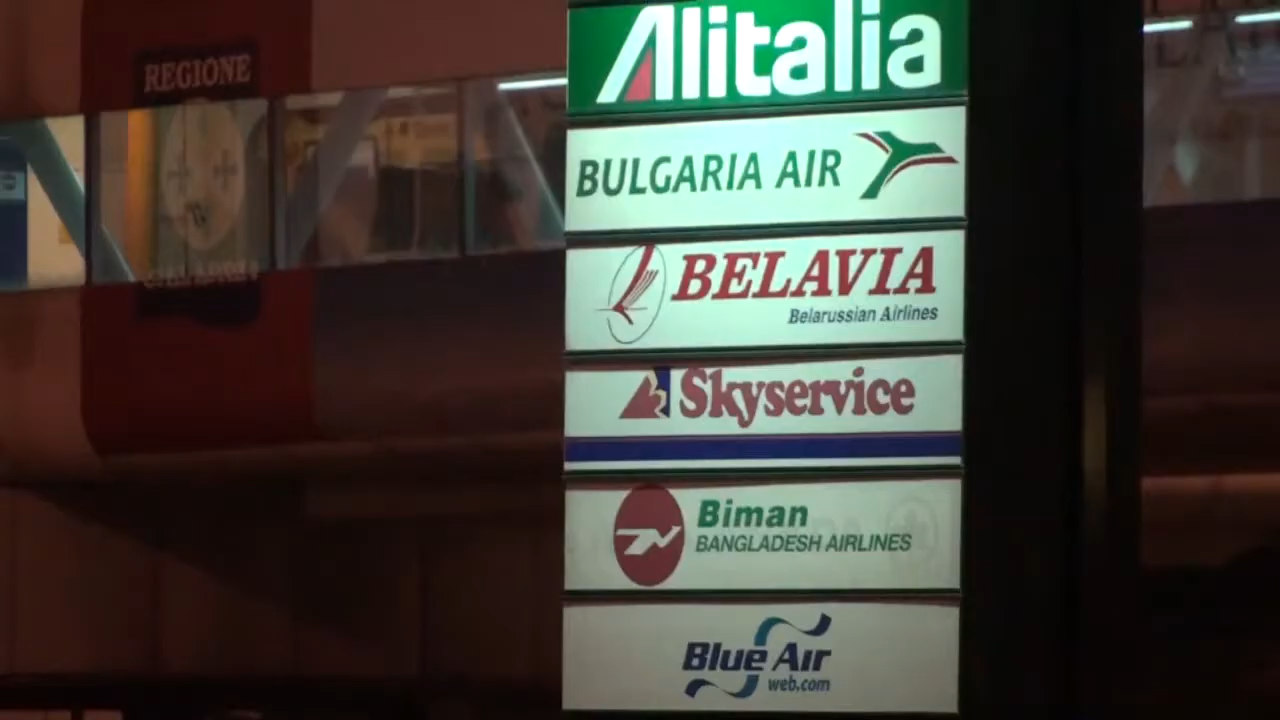 REGIONE
Alitalia
BULGARIA AIR
BELAVIA
Belarussian Airlines
Skyservice
Biman
BANGLADESH AIRLINES
Blue Air
web.com